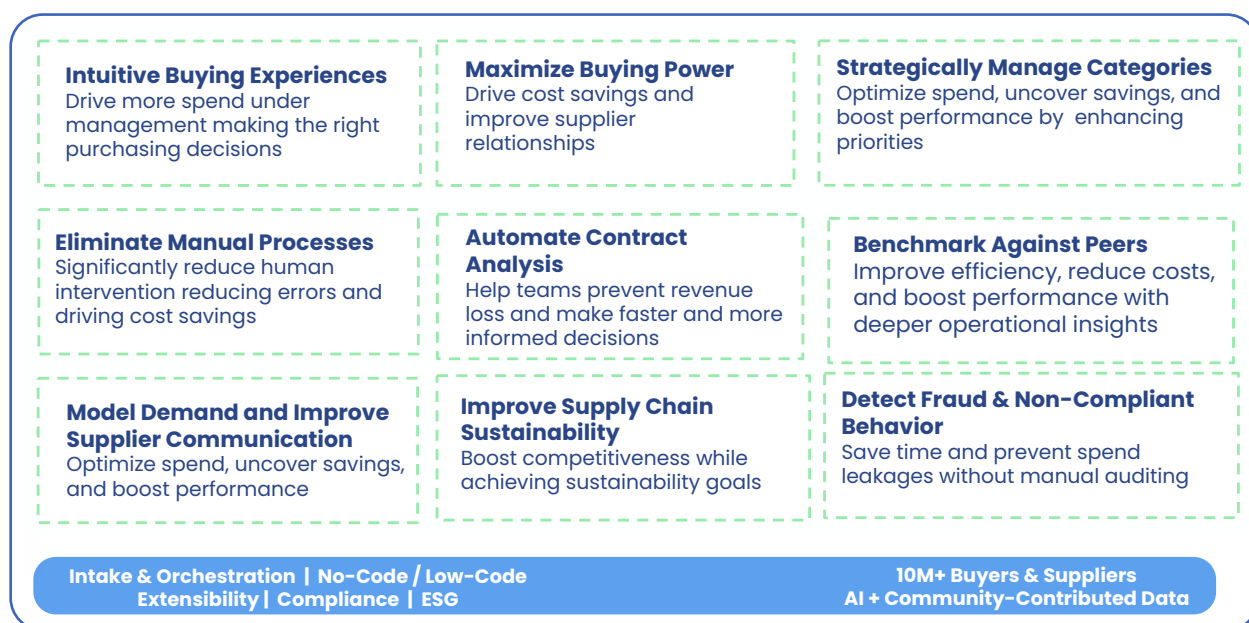 Intuitive Buying Experiences
Drive more spend under
management making the right
purchasing decisions
Maximize Buying Power
Drive cost savings and
improve supplier
relationships
Strategically Manage Categories
Optimize spend, uncover savings, and
boost performance by enhancing
priorities
Eliminate Manual Processes
Significantly reduce human
intervention reducing errors and
driving cost savings
Automate Contract
Analysis
Help teams prevent revenue
loss and make faster and more
informed decisions
Benchmark Against Peers
Improve efficiency, reduce costs,
and boost performance with
deeper operational insights
Model Demand and Improve
Supplier Communication
Optimize spend, uncover savings,
and boost performance
Improve Supply Chain
Sustainability
Boost competitiveness while
achieving sustainability goals
Detect Fraud & Non-Compliant
Behavior
Save time and prevent spend
leakages without manual auditing
Intake & Orchestration | No-Code / Low-Code
Extensibility | Compliance | ESG
10M+ Buyers & Suppliers
AI + Community-Contributed Data